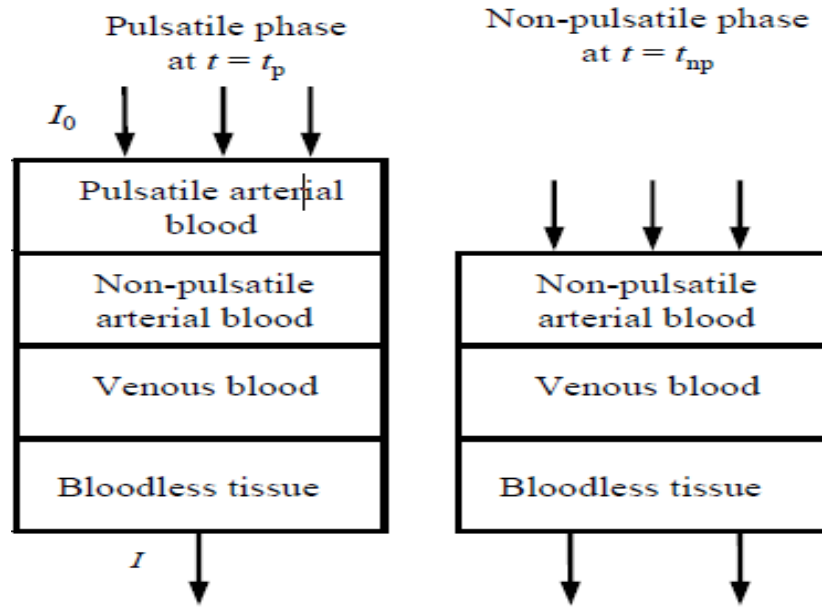 Pulsatile phase
at t = tp
I0
Pulsatile arterial
blood
Non-pulsatile
arterial blood
Venous blood
Bloodless tissue
I
Non-pulsatile phase
at t = tnp
Non-pulsatile
arterial blood
Venous blood
Bloodless tissue